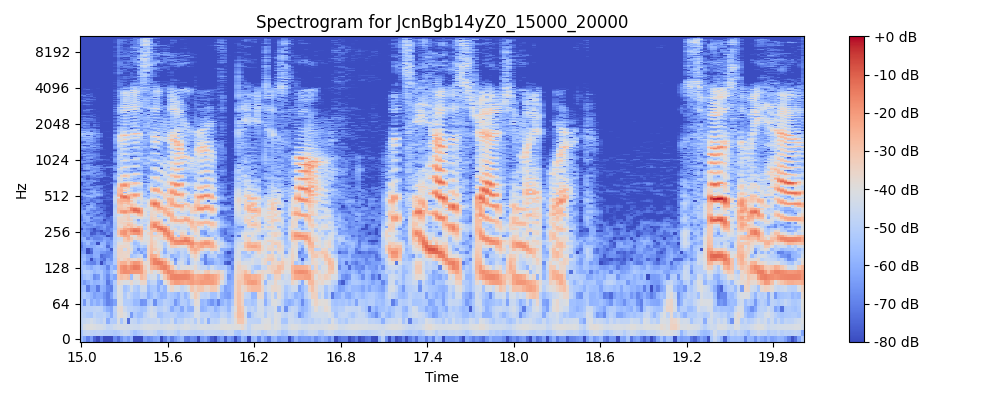 Spectrogram for JcnBgb14yZ0_15000_20000
8192
4096
2048
1024
512
256
128
64
0
Hz
15.0 15.6 16.2 16.8 17.4 18.0 18.6 19.2 19.8
Time
+0 dB
-10 dB
-20 dB
-30 dB
-40 dB
-50 dB
-60 dB
-70 dB
-80 dB